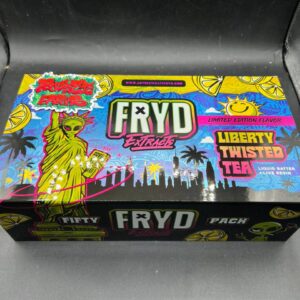 FRYD
Extracts
LIMITED EDITION FLAVOR
LIBERTY
TWISTED
TEA
LIQUID BATTER
+LIVE RESIN
FIFTY
FRYD
PACK